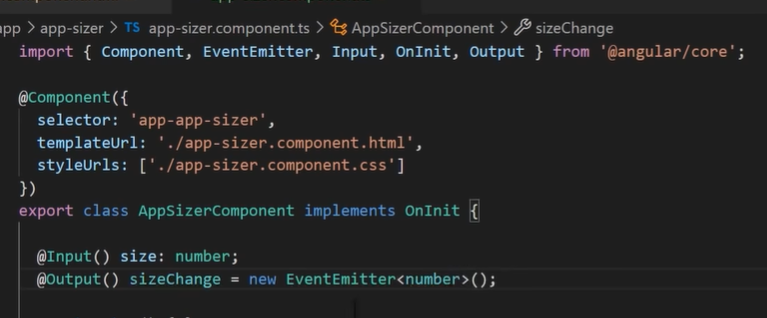 app > app-sizer > TS app-sizer.component.ts > AppSizerComponent > sizeChange
import { Component, EventEmitter, Input, OnInit, Output } from '@angular/core';
@Component({
selector: 'app-app-sizer',
templateUrl: './app-sizer.component.html',
styleUrls: ['./app-sizer.component.css']
})
export class AppSizerComponent implements OnInit {
@Input() size: number;
@Output() sizeChange = new EventEmitter<number>();